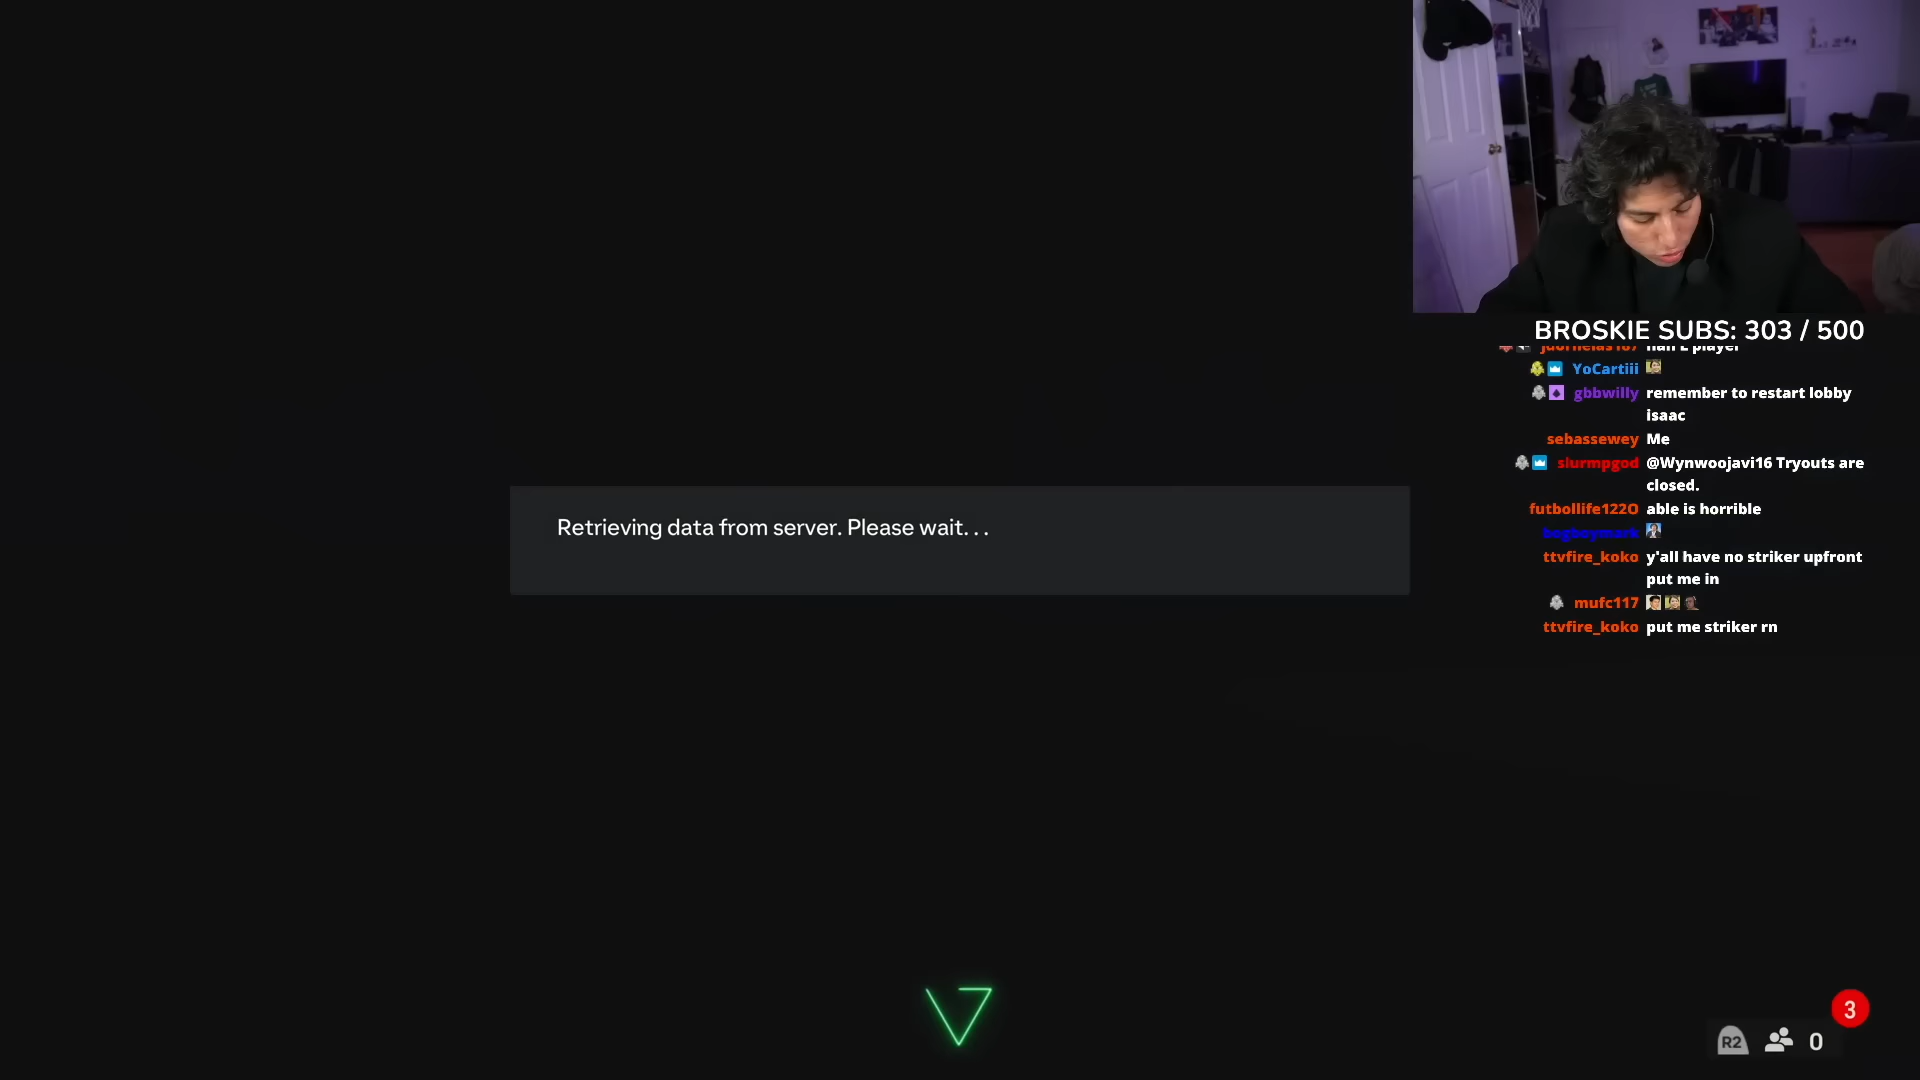 BROSKIE SUBS: 303 / 500
YoCartiii
gbbwilly remember to restart lobby
isaac
sebassewey Me
slurmpgod @Wynwoojavi16 Tryouts are
closed.
futbollife1220 able is horrible
bogboymark
ttvfire_koko y'all have no striker upfront
put me in
mufc117
ttvfire_koko put me striker rn
Retrieving data from server. Please wait. . .
3
R2 0